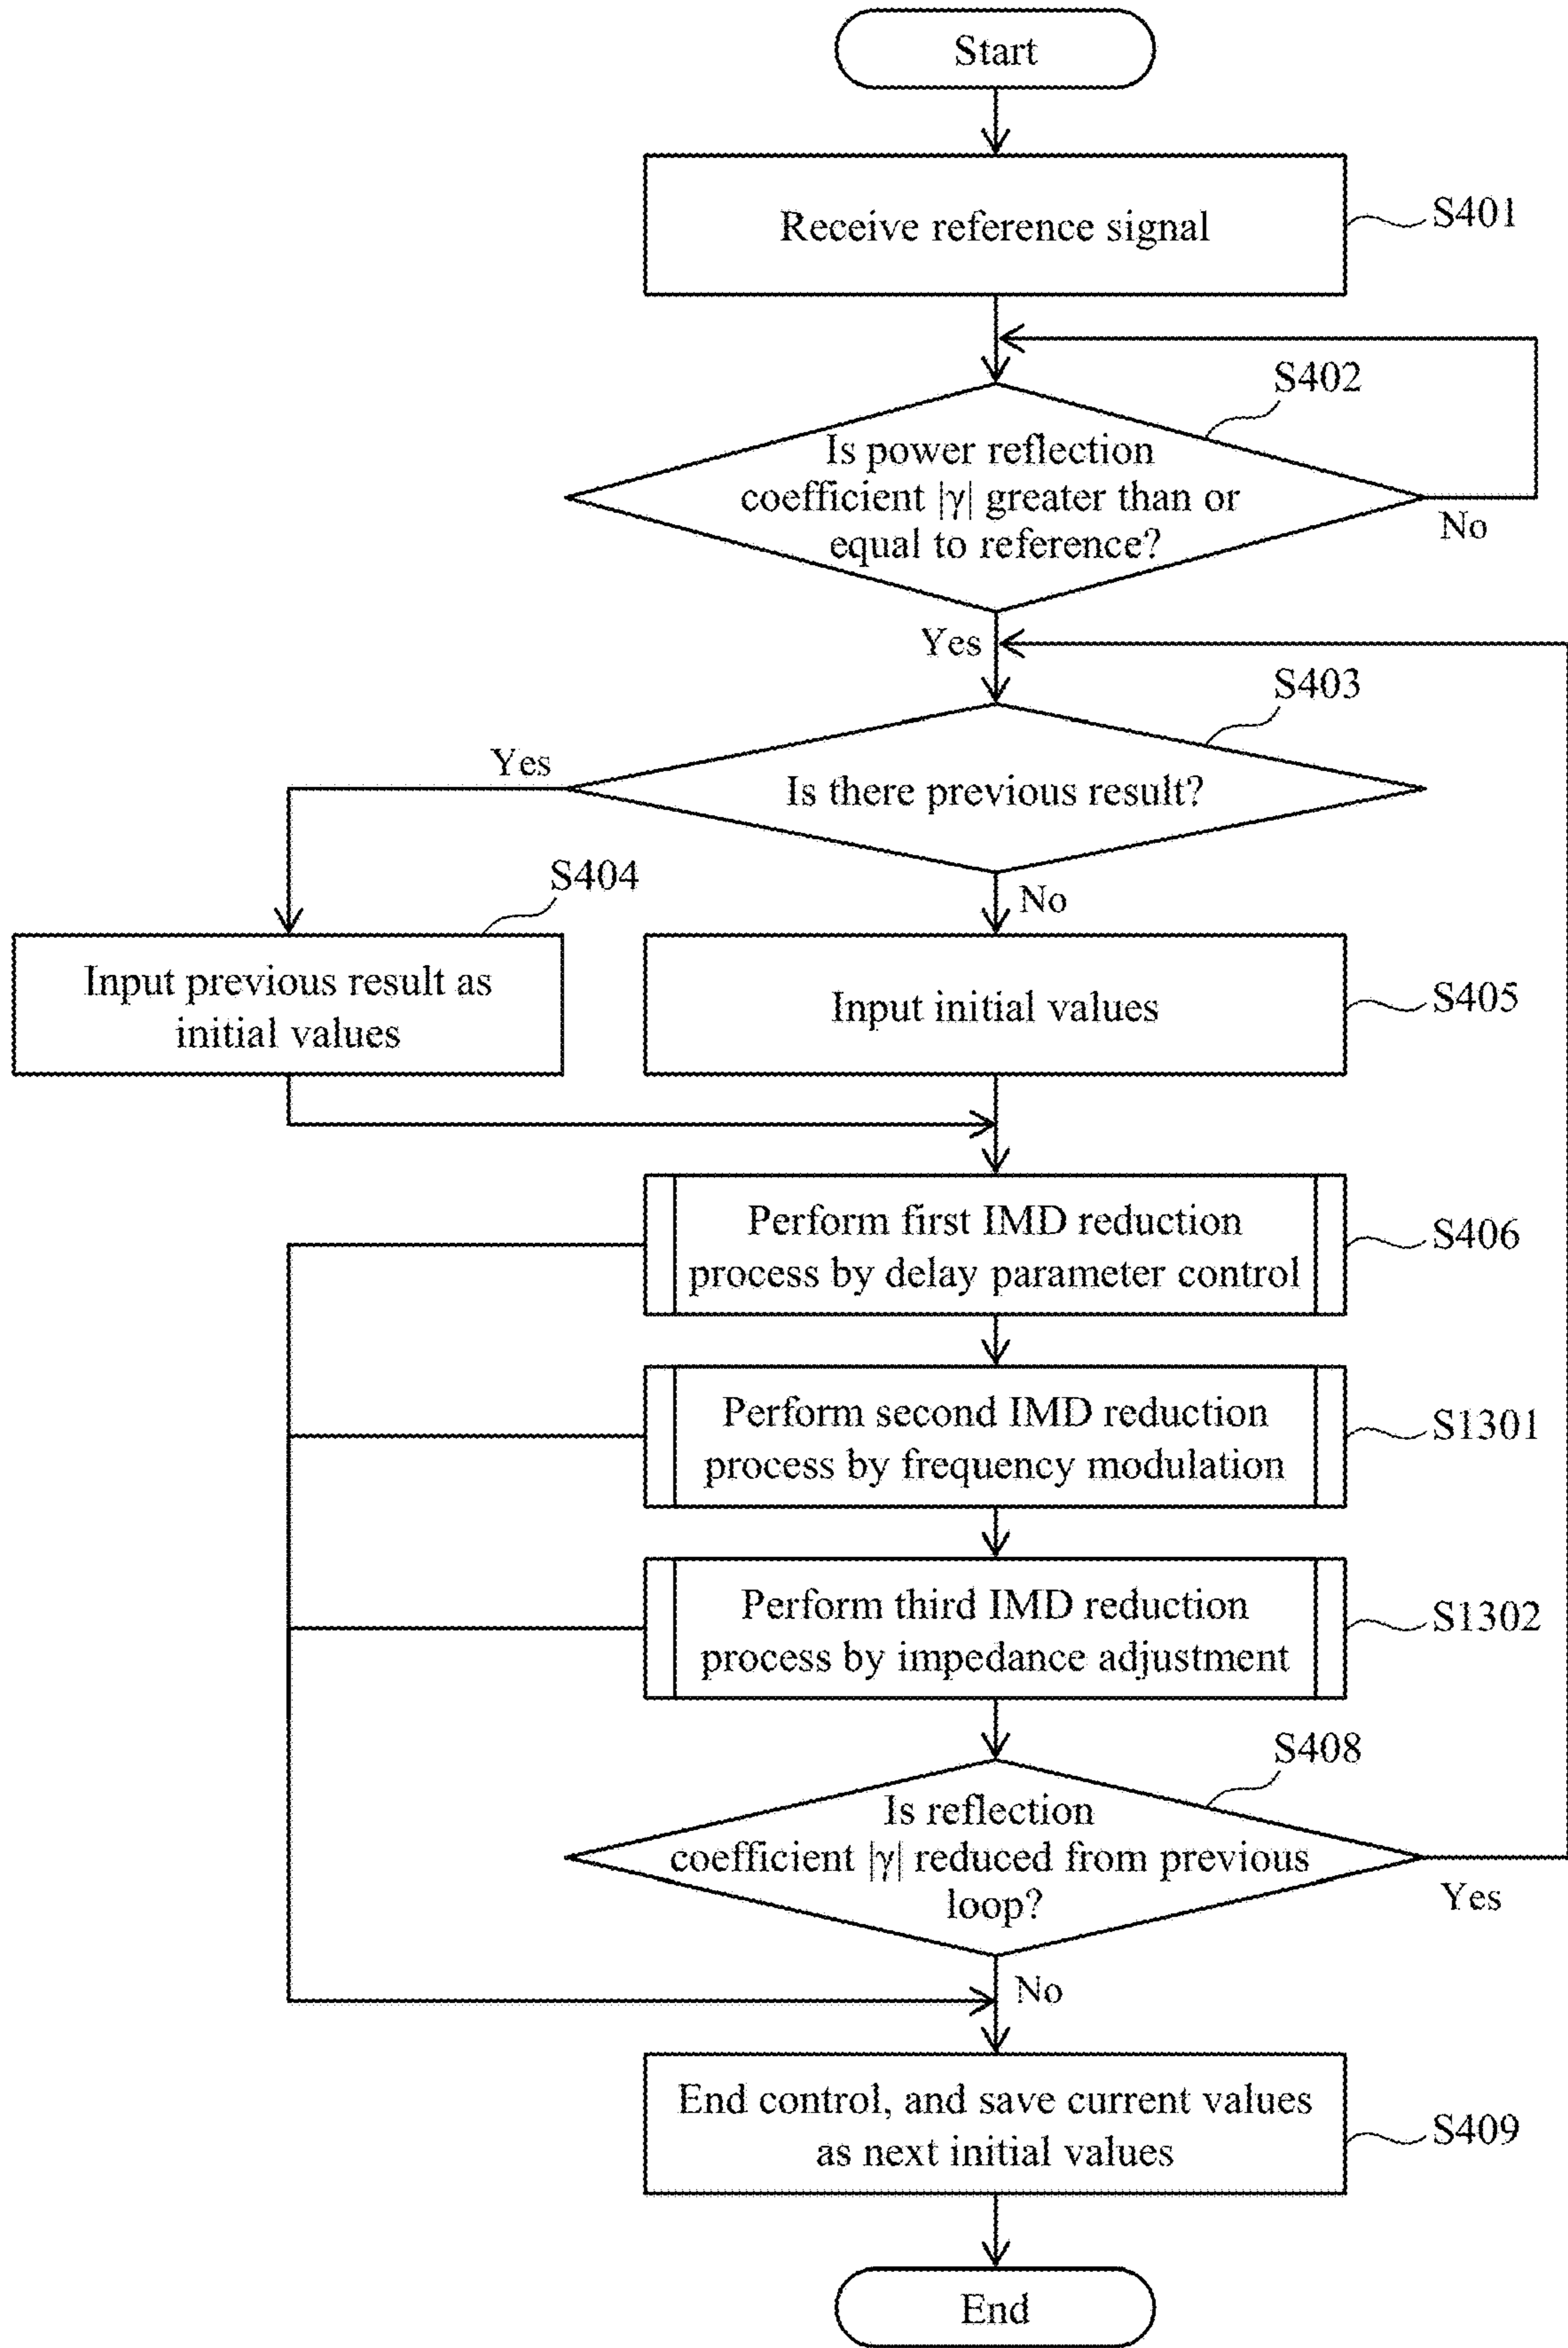 Start
Receive reference signal
S401
S402
Is power reflection
coefficient |γ| greater than or
equal to reference?
No
Yes
S403
Yes
Is there previous result?
S404
No
Input previous result as
initial values
Input initial values
S405
Perform first IMD reduction
process by delay parameter control
S406
Perform second IMD reduction
process by frequency modulation
S1301
Perform third IMD reduction
process by impedance adjustment
S1302
S408
Is reflection
coefficient |γ| reduced from previous
loop?
Yes
No
End control, and save current values
as next initial values
S409
End